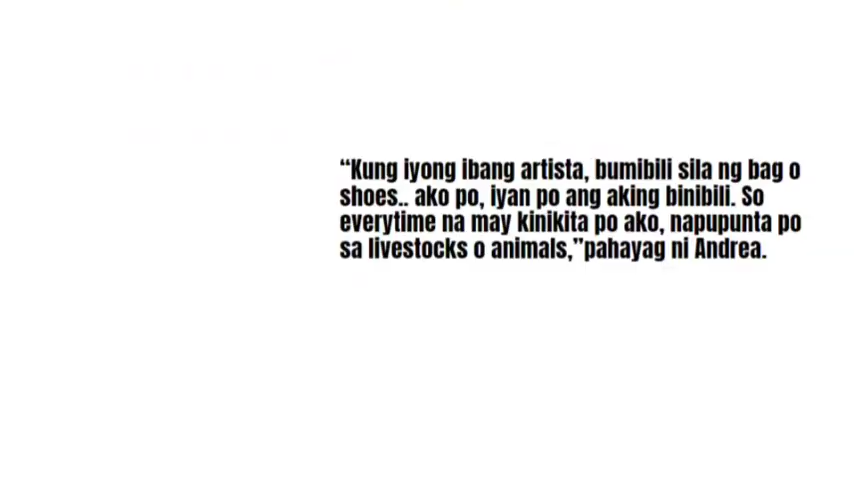 “Kung iyong ibang artista, bumibili sila ng bag o
shoes.. ako po, iyan po ang aking binibili. So
everytime na may kinikita po ako, napupunta po
sa livestocks o animals,”pahayag ni Andrea.